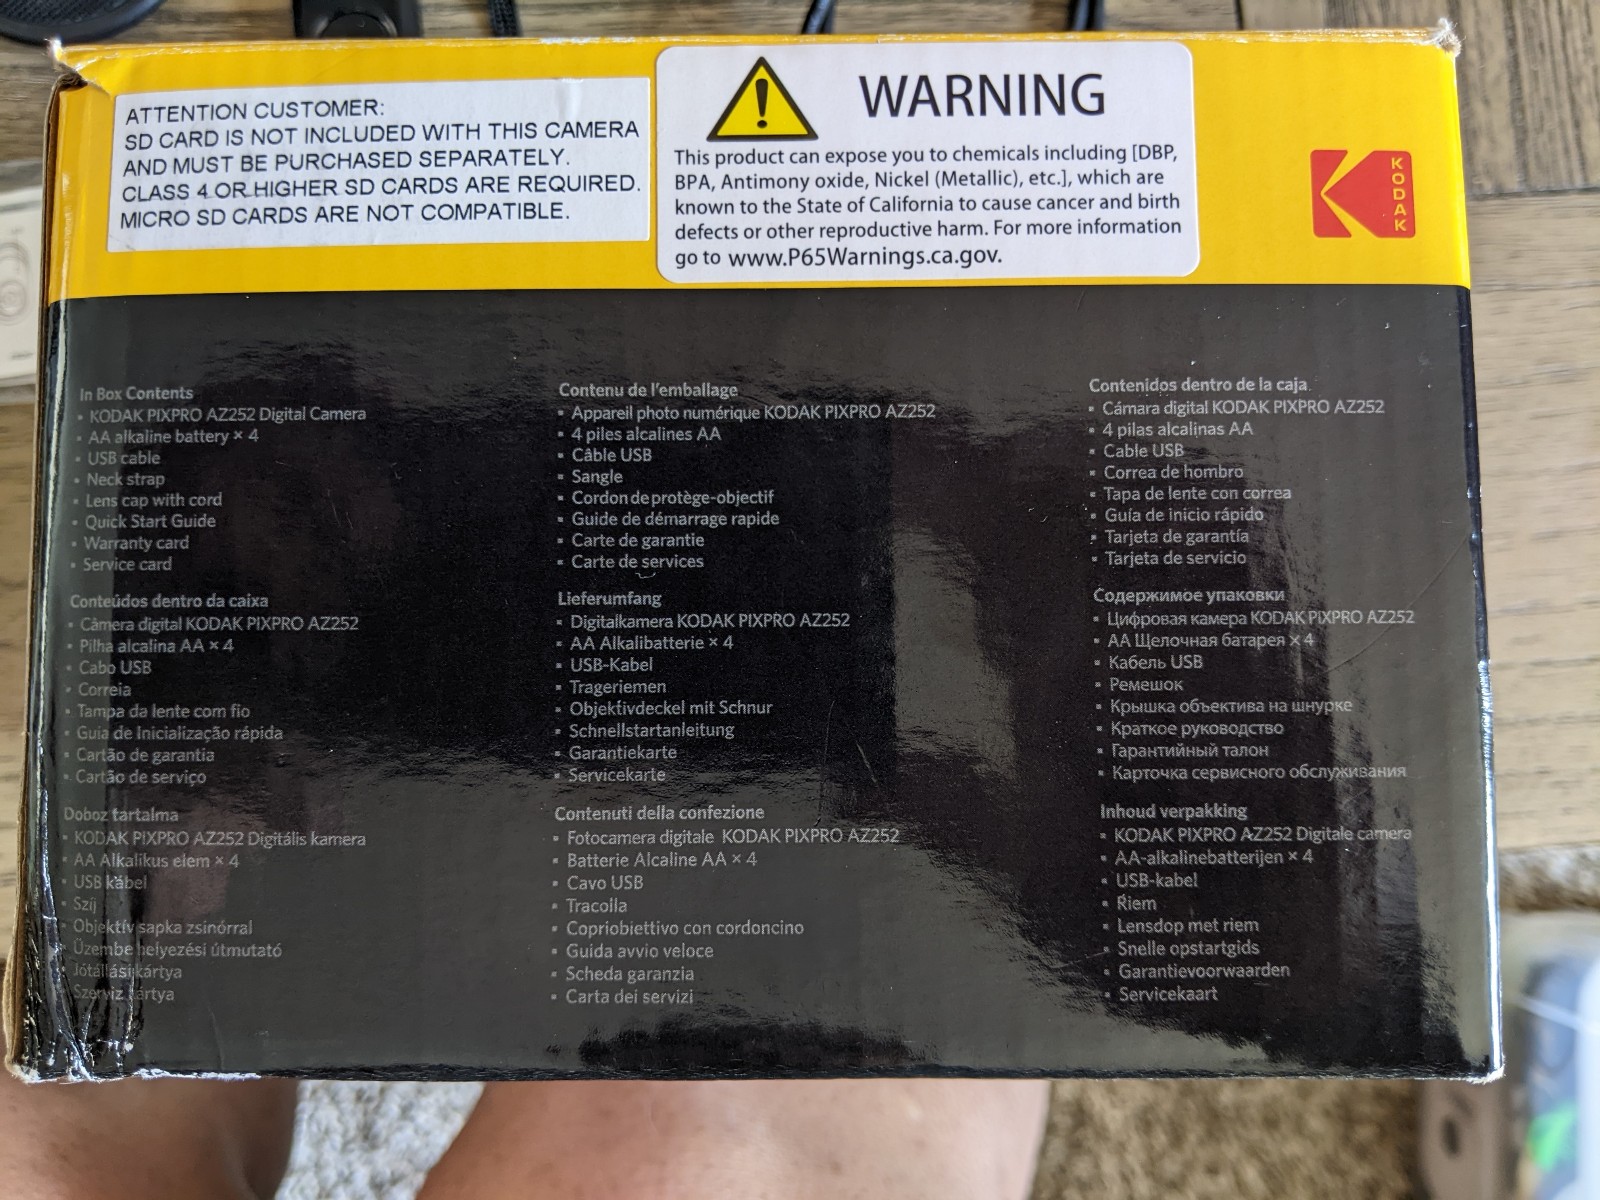 ATTENTION CUSTOMER:
SD CARD IS NOT INCLUDED WITH THIS CAMERA
AND MUST BE PURCHASED SEPARATELY.
CLASS 4 OR HIGHER SD CARDS ARE REQUIRED.
MICRO SD CARDS ARE NOT COMPATIBLE.
WARNING
This product can expose you to chemicals including [DBP,
BPA, Antimony oxide, Nickel (Metallic), etc.], which are
known to the State of California to cause cancer and birth
defects or other reproductive harm. For more information
go to www.P65Warnings.ca.gov.
KODAK
In Box Contents
▪ KODAK PIXPRO AZ252 Digital Camera
▪ AA alkaline battery × 4
▪ USB cable
▪ Neck strap
▪ Lens cap with cord
▪ Quick Start Guide
▪ Warranty card
▪ Service card
Contenu de l'emballage
▪ Appareil photo numérique KODAK PIXPRO AZ252
▪ 4 piles alcalines AA
▪ Câble USB
▪ Sangle
▪ Cordon de protège-objectif
▪ Guide de démarrage rapide
▪ Carte de garantie
▪ Carte de services
Contenidos dentro de la caja
▪ Cámara digital KODAK PIXPRO AZ252
▪ 4 pilas alcalinas AA
▪ Cable USB
▪ Correa de hombro
▪ Tapa de lente con correa
▪ Guía de inicio rápido
▪ Tarjeta de garantía
▪ Tarjeta de servicio
Conteúdos dentro da caixa
▪ Câmera digital KODAK PIXPRO AZ252
▪ Pilha alcalina AA × 4
▪ Cabo USB
▪ Correia
▪ Tampa da lente com fio
▪ Guia de Inicialização rápida
▪ Cartão de garantia
▪ Cartão de serviço
Lieferumfang
▪ Digitalkamera KODAK PIXPRO AZ252
▪ AA Alkalibatterie × 4
▪ USB-Kabel
▪ Trageriemen
▪ Objektivdeckel mit Schnur
▪ Schnellstartanleitung
▪ Garantiekarte
▪ Servicekarte
Содержимое упаковки
▪ Цифровая камера KODAK PIXPRO AZ252
▪ АА Щелочная батарея × 4
▪ Кабель USB
▪ Ремешок
▪ Крышка объектива на шнурке
▪ Краткое руководство
▪ Гарантийный талон
▪ Карточка сервисного обслуживания
Doboz tartalma
▪ KODAK PIXPRO AZ252 Digitális kamera
▪ AA Alkalikus elem × 4
▪ USB kábel
▪ Szíj
▪ Objektív sapka zsinórral
▪ Üzembe helyezési útmutató
▪ Jótállási kártya
▪ Szerviz kártya
Contenuti della confezione
▪ Fotocamera digitale KODAK PIXPRO AZ252
▪ Batterie Alcaline AA × 4
▪ Cavo USB
▪ Tracolla
▪ Copriobiettivo con cordoncino
▪ Guida avvio veloce
▪ Scheda garanzia
▪ Carta dei servizi
Inhoud verpakking
▪ KODAK PIXPRO AZ252 Digitale camera
▪ AA-alkalinebatterijen × 4
▪ USB-kabel
▪ Riem
▪ Lensdop met riem
▪ Snelle opstartgids
▪ Garantievoorwaarden
▪ Servicekaart